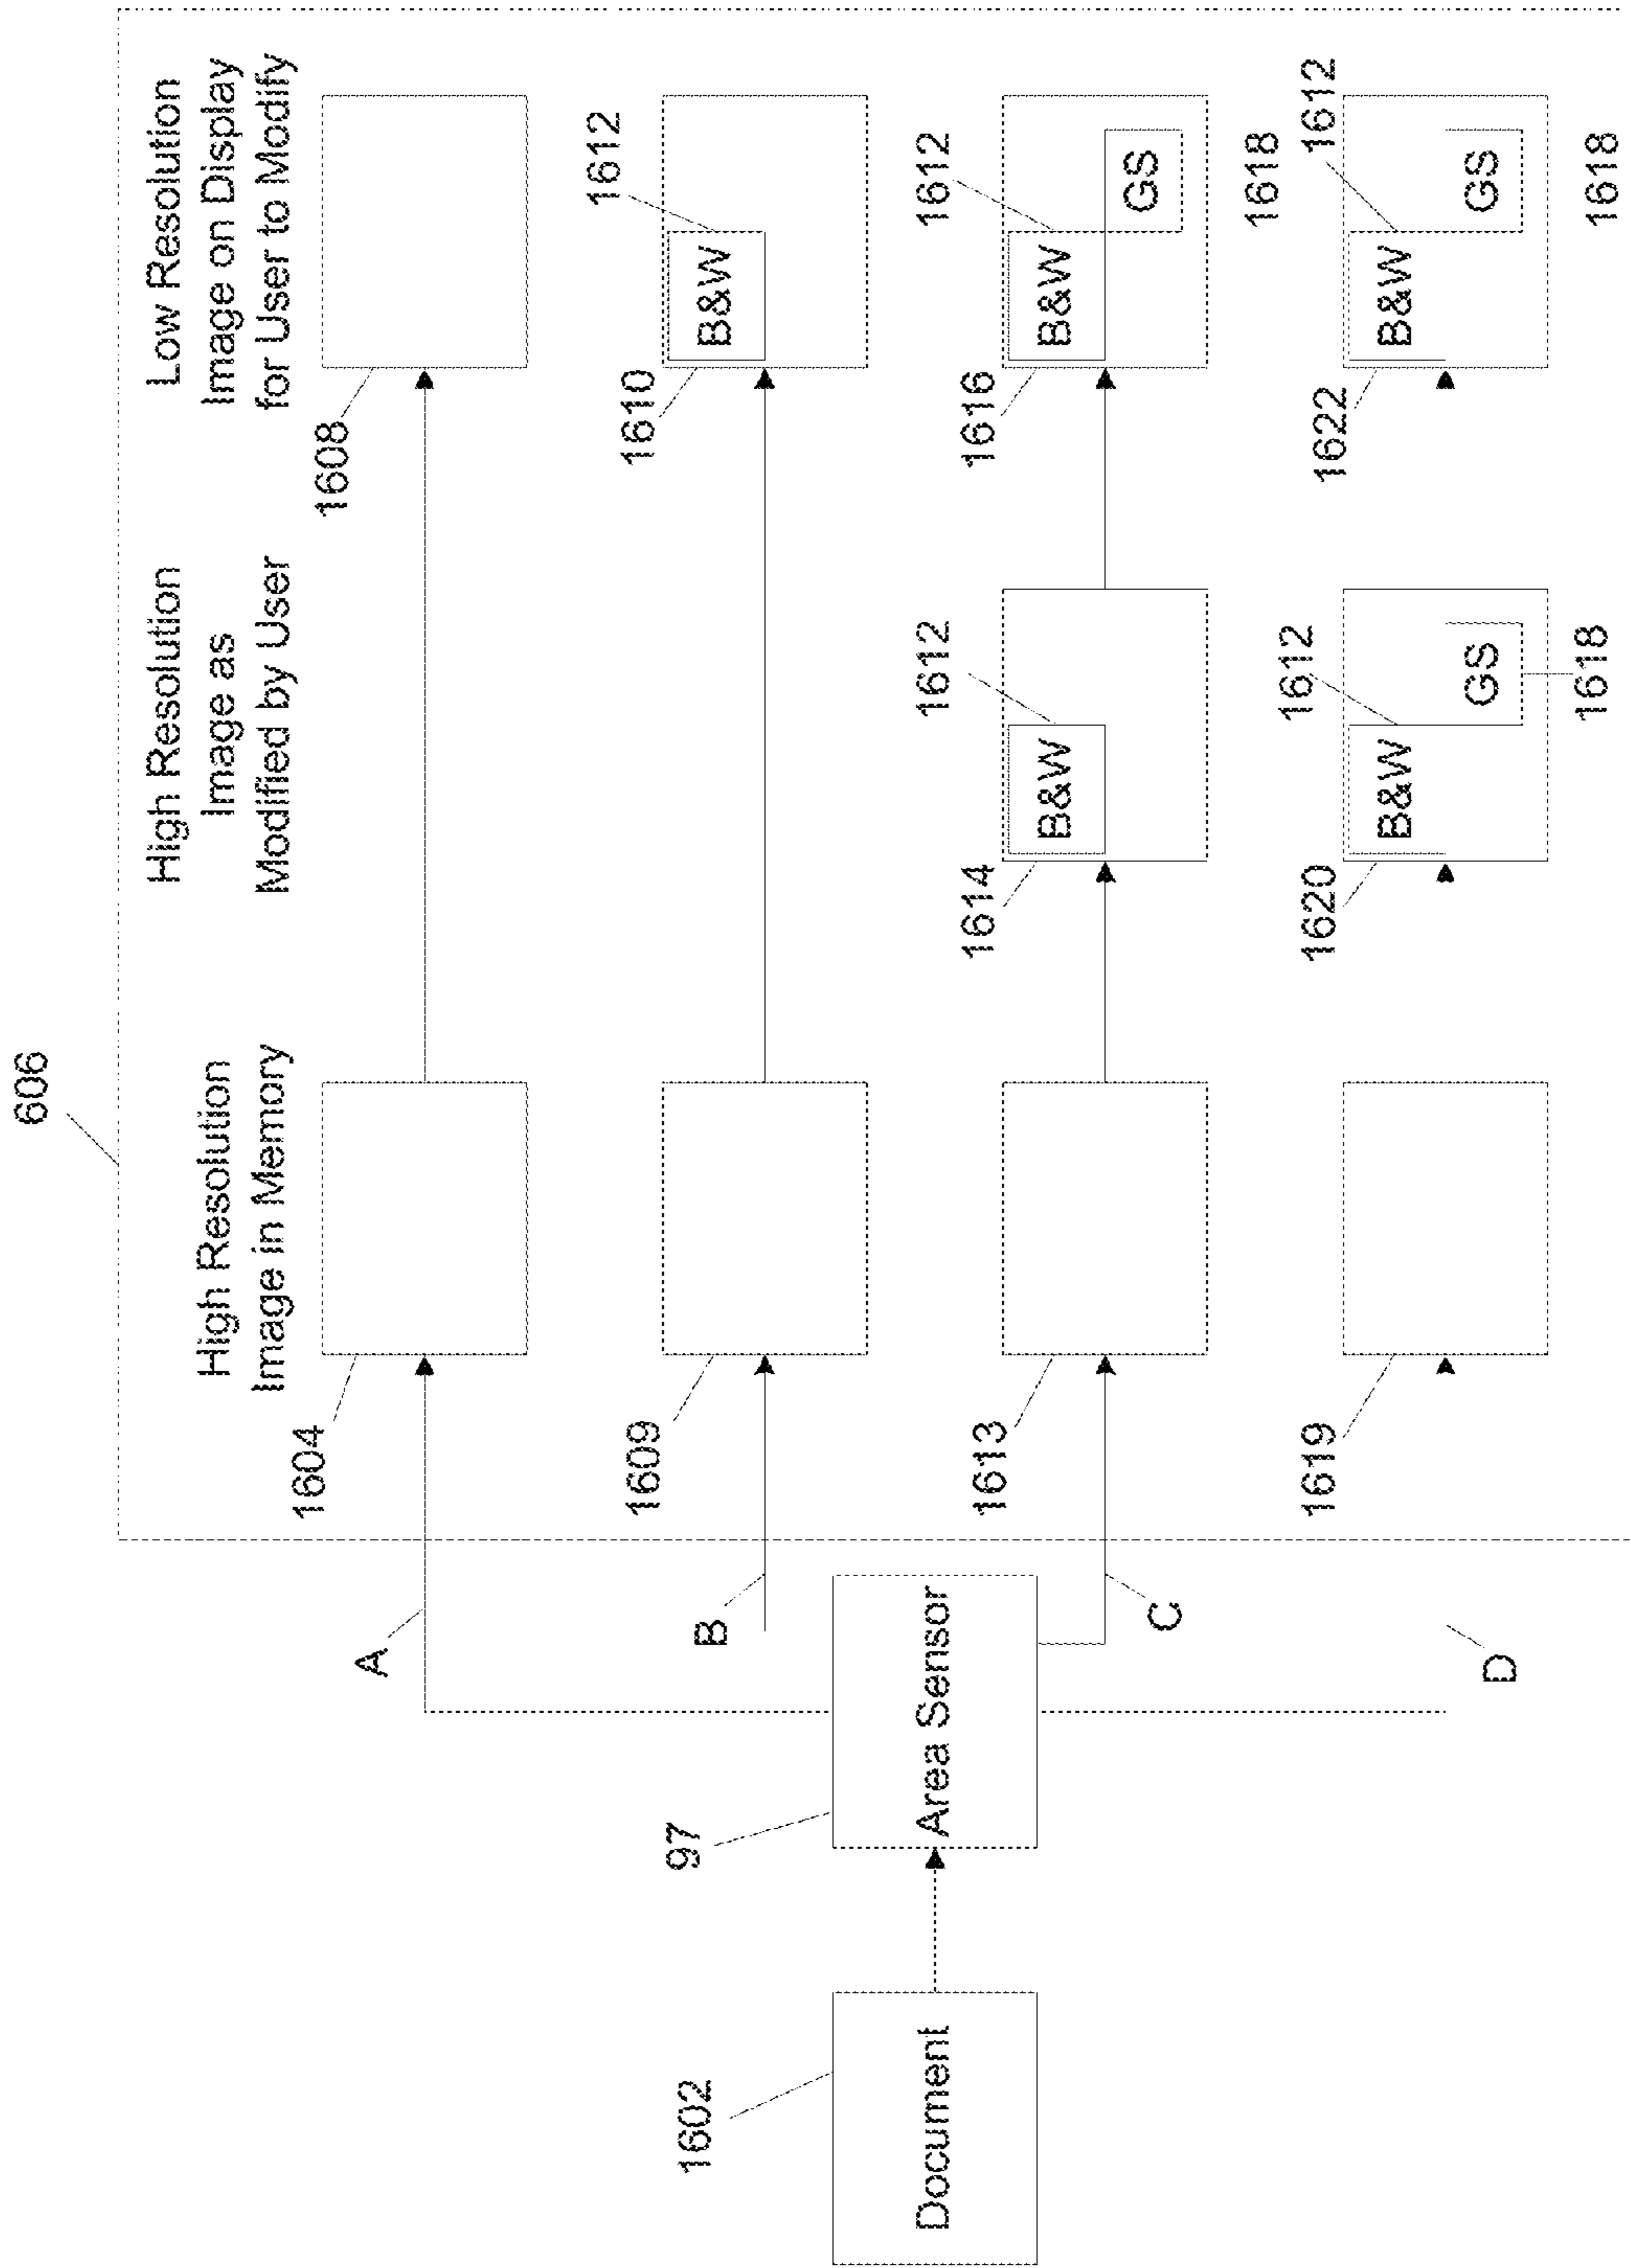 606
High Resolution
Image in Memory
High Resolution
Image as
Modified by User
Low Resolution
Image on Display
for User to Modify
A
1604
1608
1602
Document
97
Area Sensor
B
1609
1610
B&W
1612
C
1613
1614
B&W
1612
1616
B&W
1612
GS
1618
D
1619
1620
B&W
1612
GS
1618
1622
B&W
1612
GS
1618